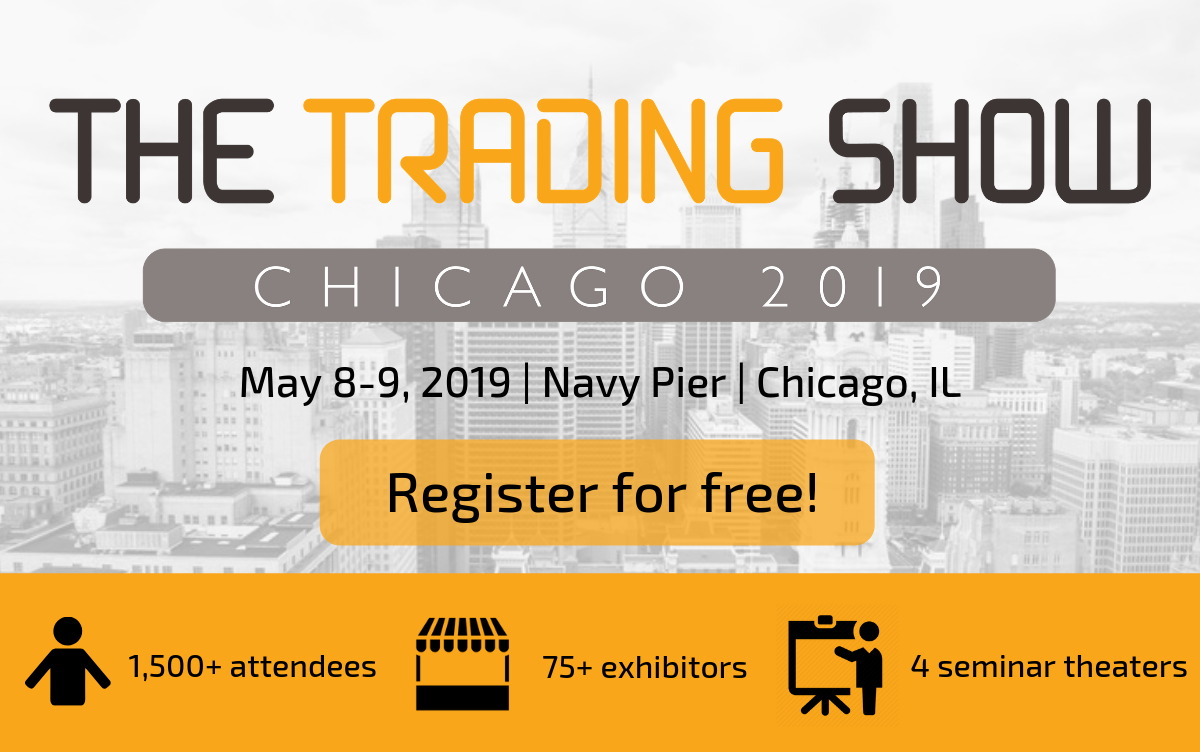 THE TRADING SHOW
CHICAGO 2019
May 8-9, 2019 | Navy Pier | Chicago, IL
Register for free!
1,500+ attendees
75+ exhibitors
4 seminar theaters